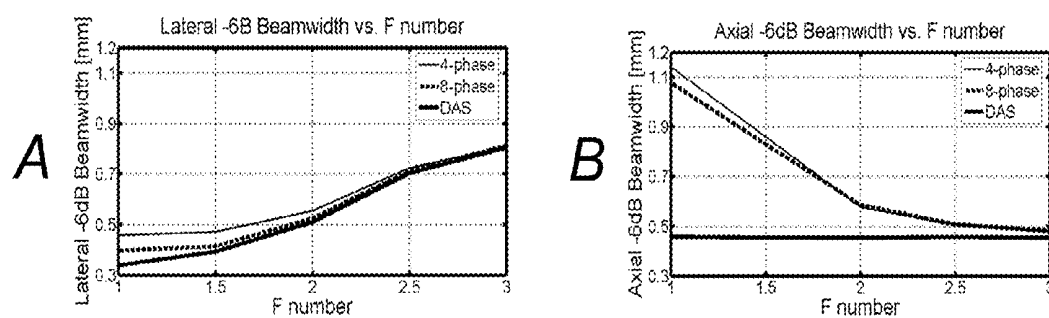 A
Lateral -6B Beamwidth vs. F number
Lateral -6dB Beamwidth [mm]
1.2
1.1
0.9
0.7
0.5
0.3
4-phase
8-phase
DAS
1
1.5
2
2.5
3
F number
B
Axial -6dB Beamwidth vs. F number
Axial -6dB Beamwidth [mm]
1.2
1.1
0.9
0.7
0.5
0.3
4-phase
8-phase
DAS
1
1.5
2
2.5
3
F number